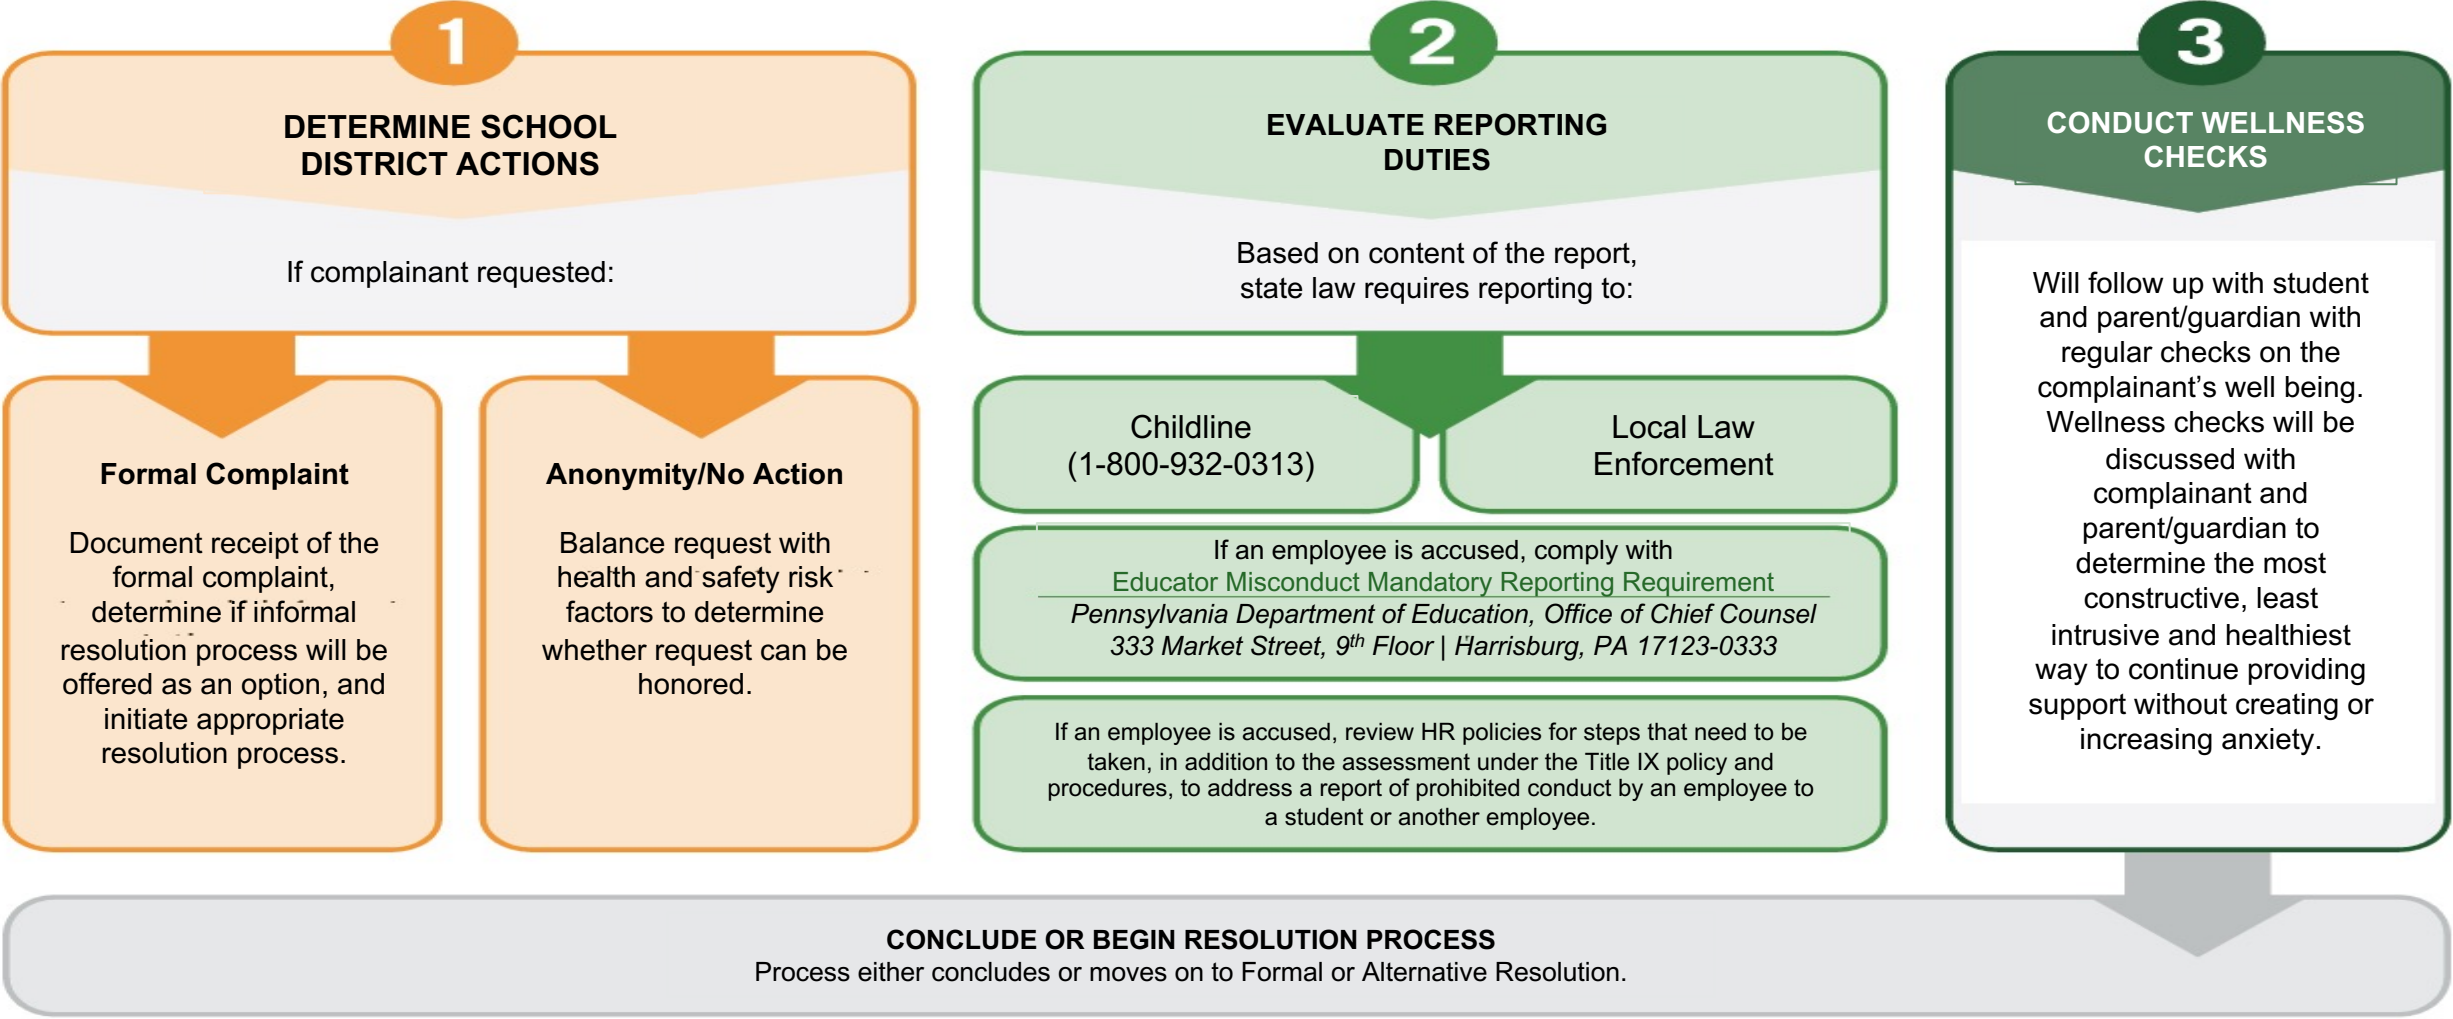 1
DETERMINE SCHOOL
DISTRICT ACTIONS
If complainant requested:
Formal Complaint
Document receipt of the
formal complaint,
determine if informal
resolution process will be
offered as an option, and
initiate appropriate
resolution process.
Anonymity/No Action
Balance request with
health and safety risk
factors to determine
whether request can be
honored.
2
EVALUATE REPORTING
DUTIES
Based on content of the report,
state law requires reporting to:
Childline
(1-800-932-0313)
Local Law
Enforcement
If an employee is accused, comply with
Educator Misconduct Mandatory Reporting Requirement
Pennsylvania Department of Education, Office of Chief Counsel
333 Market Street, 9th Floor | Harrisburg, PA 17123-0333
If an employee is accused, review HR policies for steps that need to be
taken, in addition to the assessment under the Title IX policy and
procedures, to address a report of prohibited conduct by an employee to
a student or another employee.
3
CONDUCT WELLNESS
CHECKS
Will follow up with student
and parent/guardian with
regular checks on the
complainant’s well being.
Wellness checks will be
discussed with
complainant and
parent/guardian to
determine the most
constructive, least
intrusive and healthiest
way to continue providing
support without creating or
increasing anxiety.
CONCLUDE OR BEGIN RESOLUTION PROCESS
Process either concludes or moves on to Formal or Alternative Resolution.